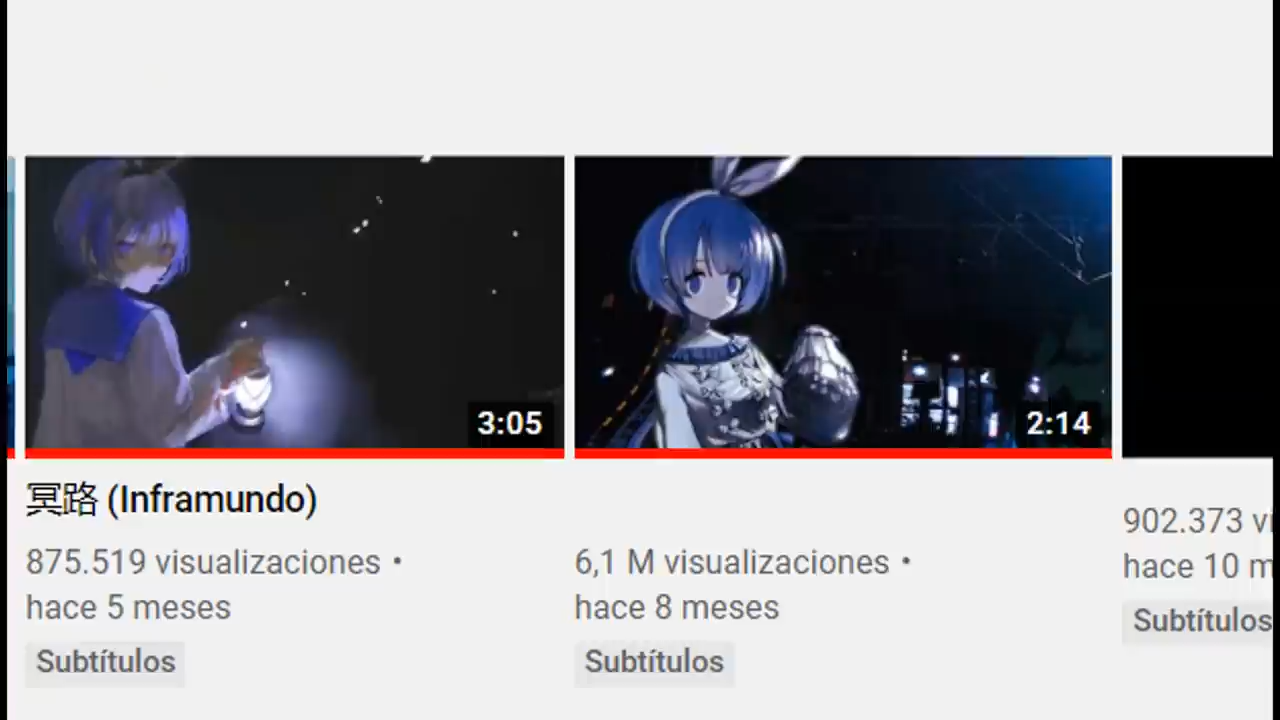 3:05
2:14
冥路 (Inframundo)
875.519 visualizaciones •
hace 5 meses
Subtítulos
6,1 M visualizaciones •
hace 8 meses
Subtítulos
902.373
hace 10
Subtítulos